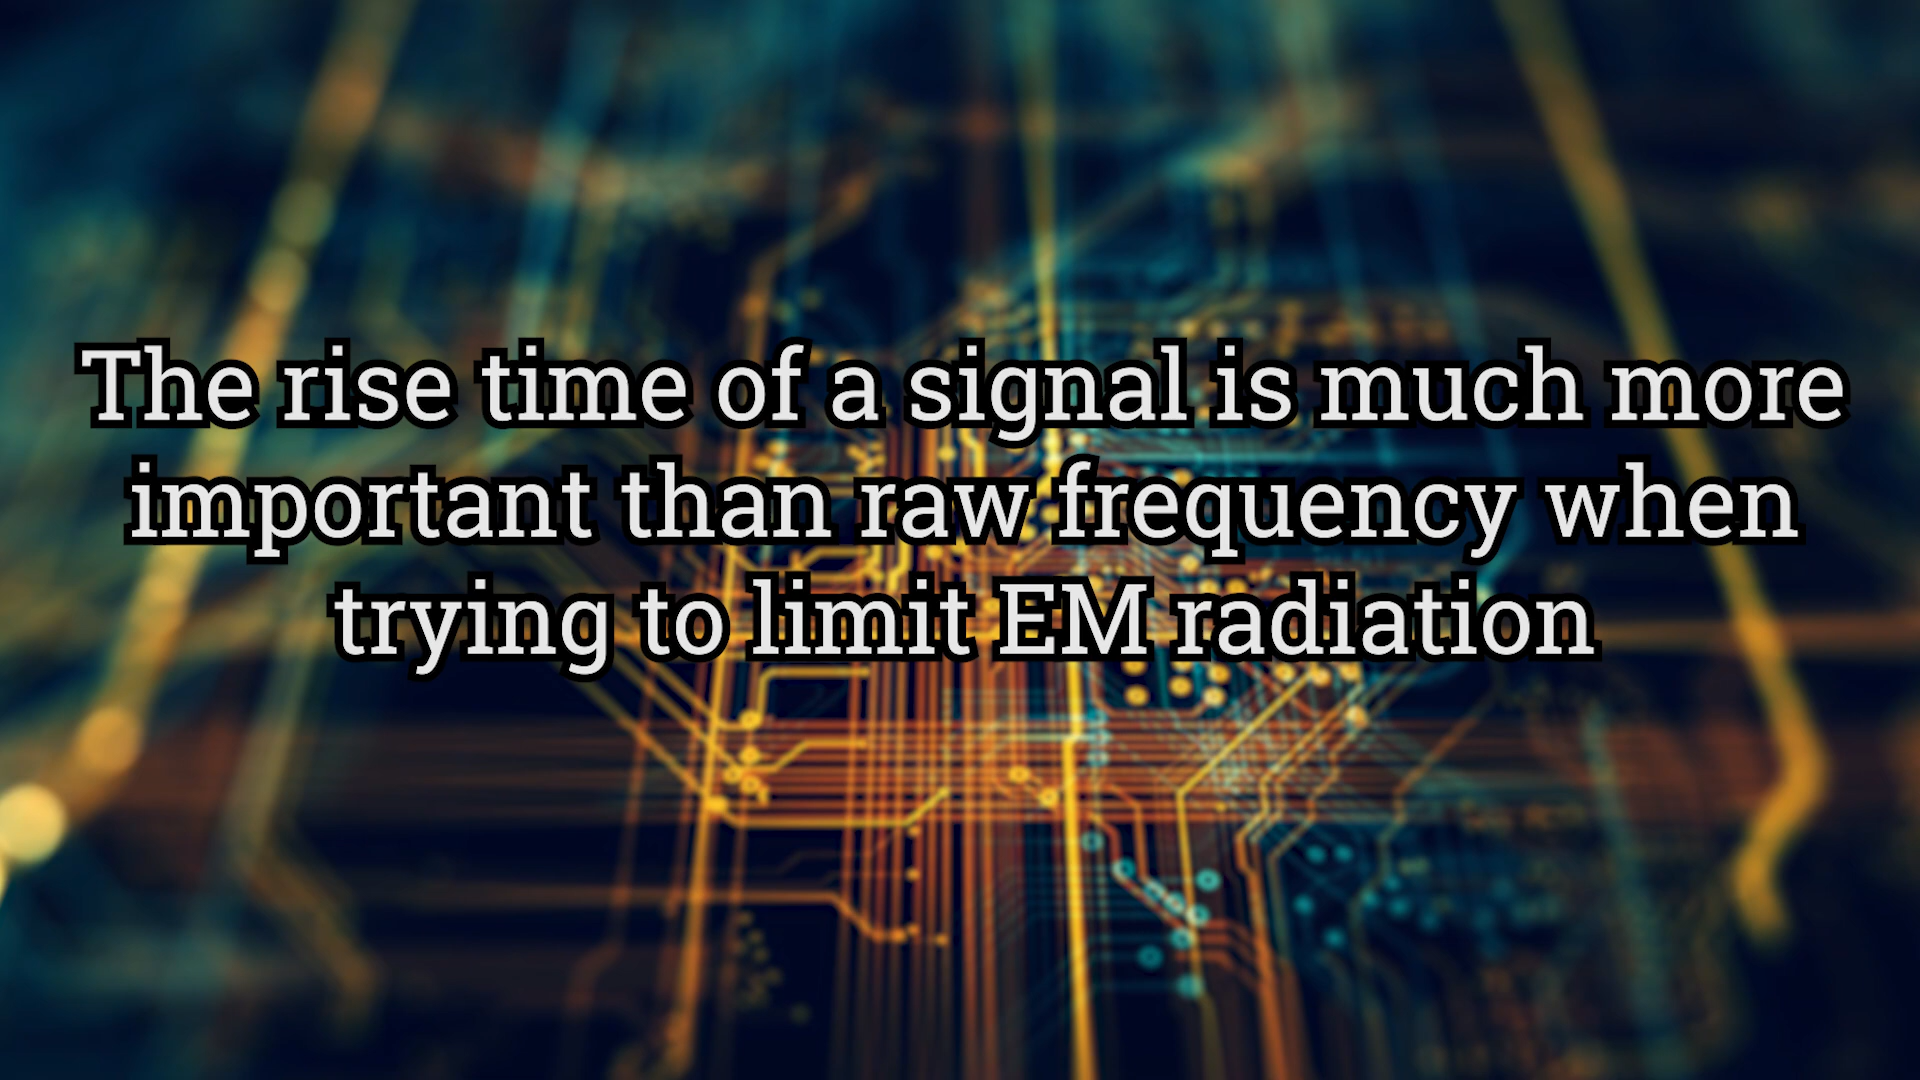 The rise time of a signal is much more
important than raw frequency when
trying to limit EM radiation